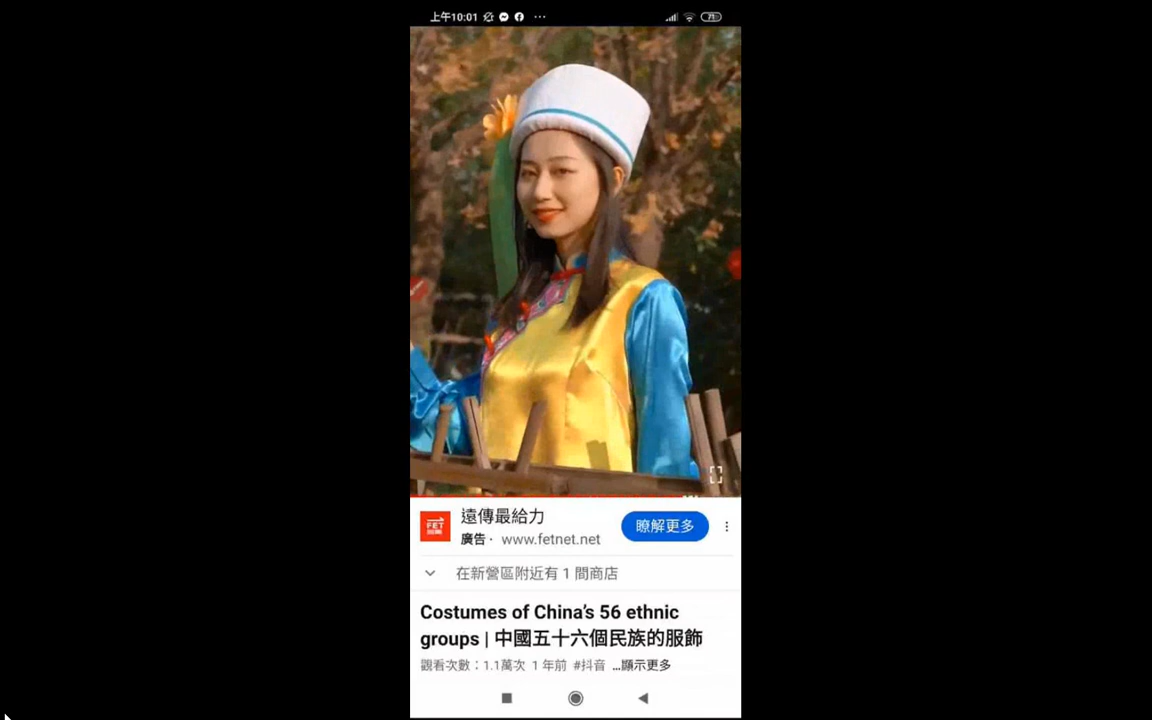 上午10:01
遠傳最給力
FET
廣告 · www.fetnet.net
瞭解更多
在新營區附近有 1 間商店
Costumes of China’s 56 ethnic
groups | 中國五十六個民族的服飾
觀看次數：1.1萬次 1 年前 #抖音 ...顯示更多